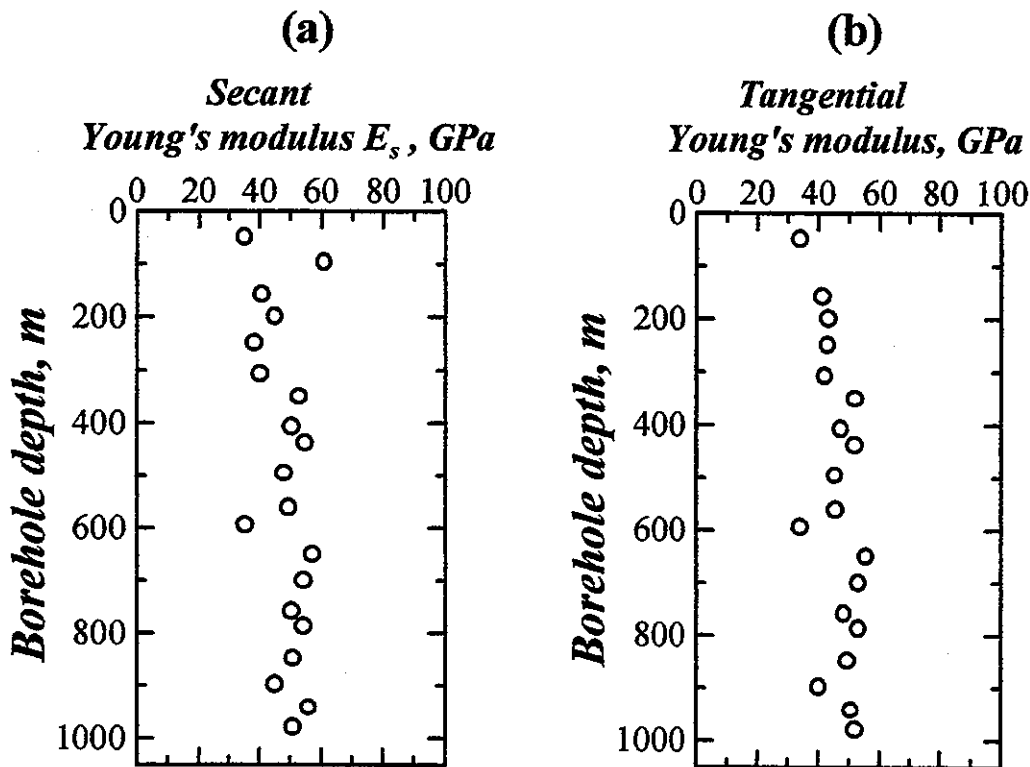 (a)
Secant
Young's modulus E_s, GPa
0 20 40 60 80 100
0
200
400
600
800
1000
Borehole depth, m
(b)
Tangential
Young's modulus, GPa
0 20 40 60 80 100
0
200
400
600
800
1000
Borehole depth, m